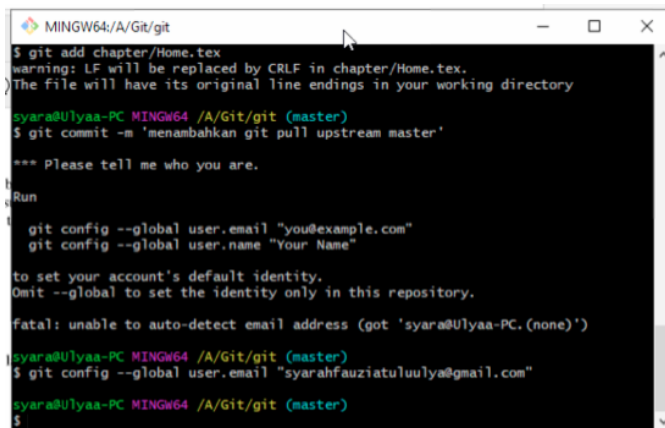 MINGW64:/A/Git/git
$ git add chapter/Home.tex
warning: LF will be replaced by CRLF in chapter/Home.tex.
The file will have its original line endings in your working directory
syara@Ulyaa-PC MINGW64 /A/Git/git (master)
$ git commit -m 'menambahkan git pull upstream master'
*** Please tell me who you are.
Run
git config --global user.email "you@example.com"
git config --global user.name "Your Name"
to set your account's default identity.
Omit --global to set the identity only in this repository.
fatal: unable to auto-detect email address (got 'syara@Ulyaa-PC.(none)')
syara@Ulyaa-PC MINGW64 /A/Git/git (master)
$ git config --global user.email "syarahfauziatuluulya@gmail.com"
syara@Ulyaa-PC MINGW64 /A/Git/git (master)
$